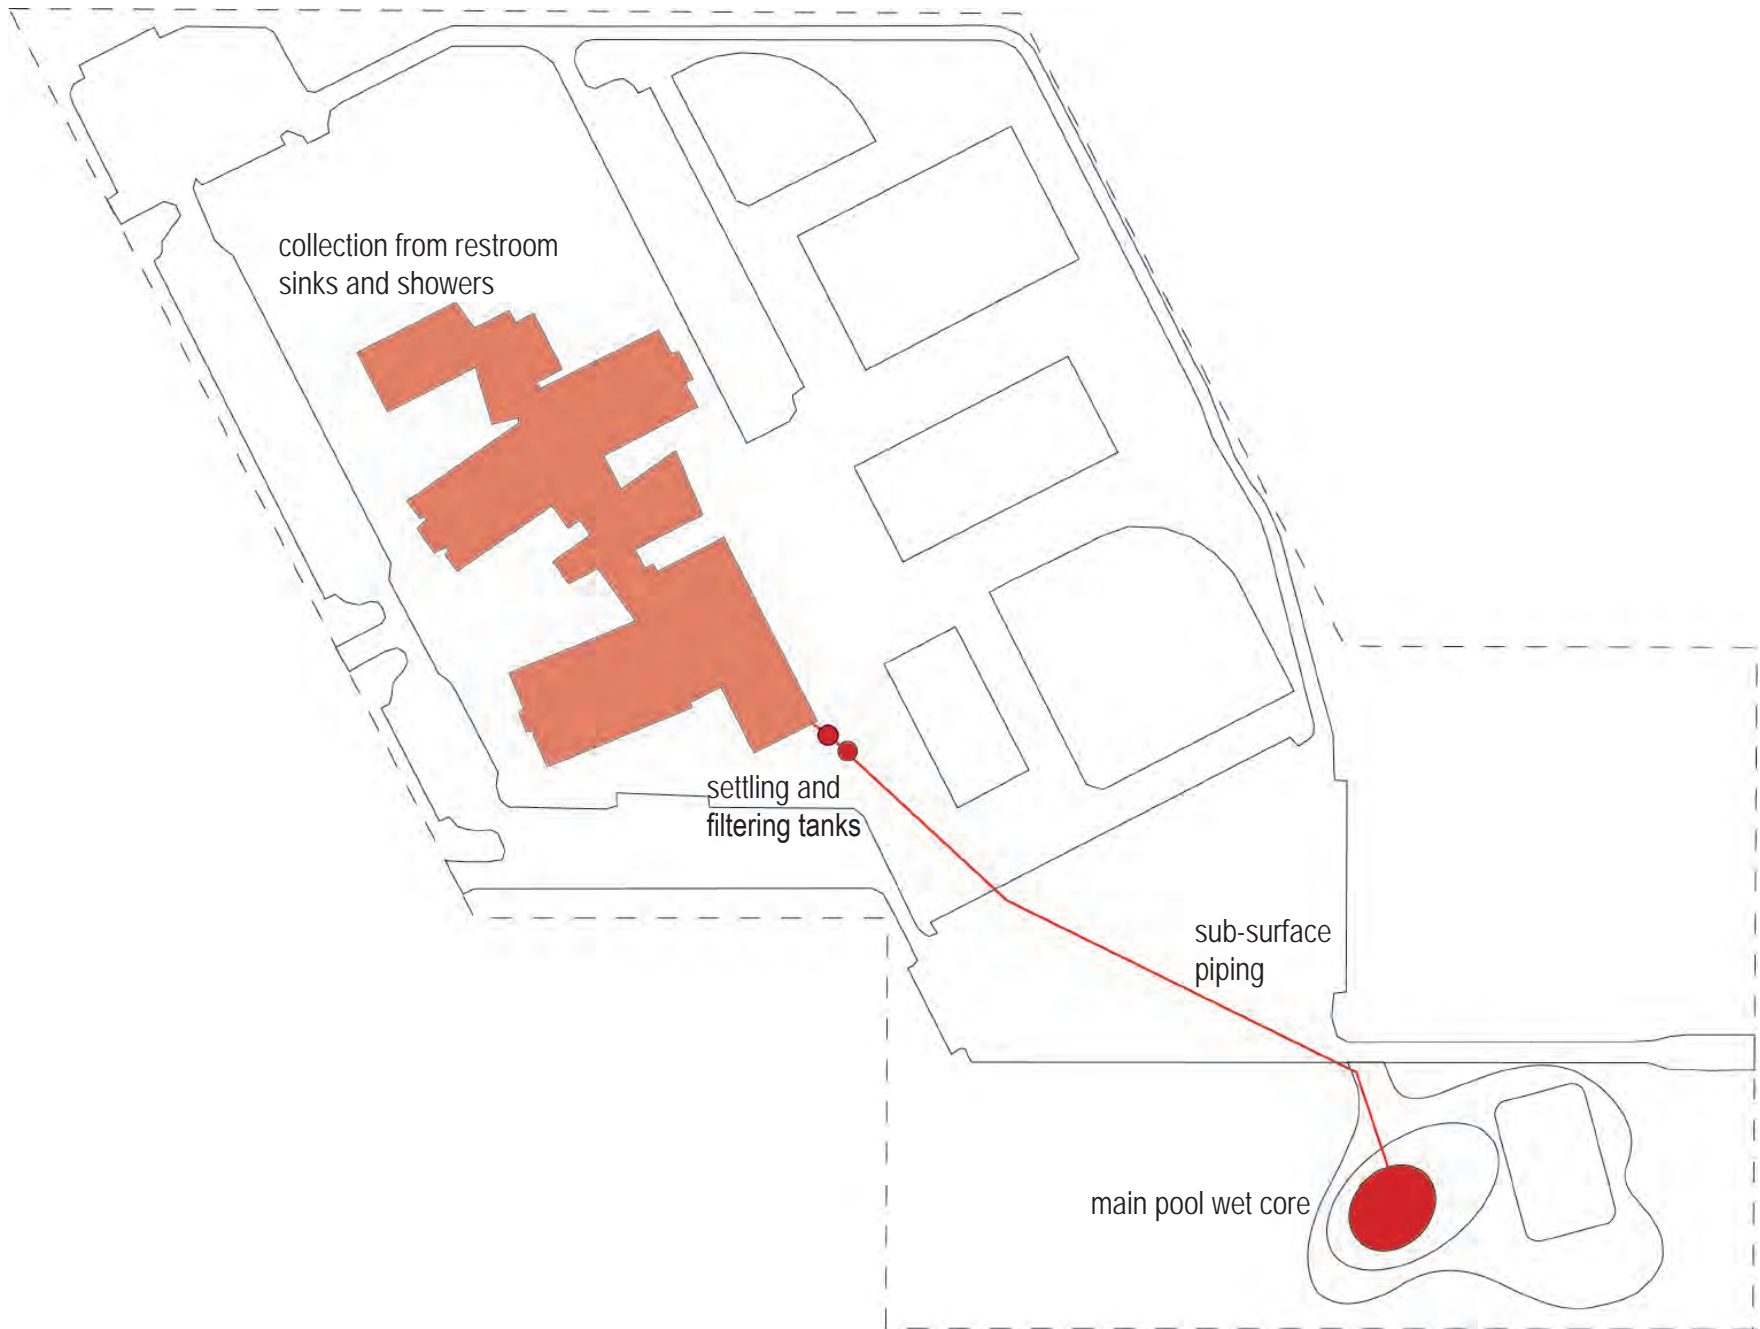 collection from restroom
sinks and showers
settling and
filtering tanks
sub-surface
piping
main pool wet core